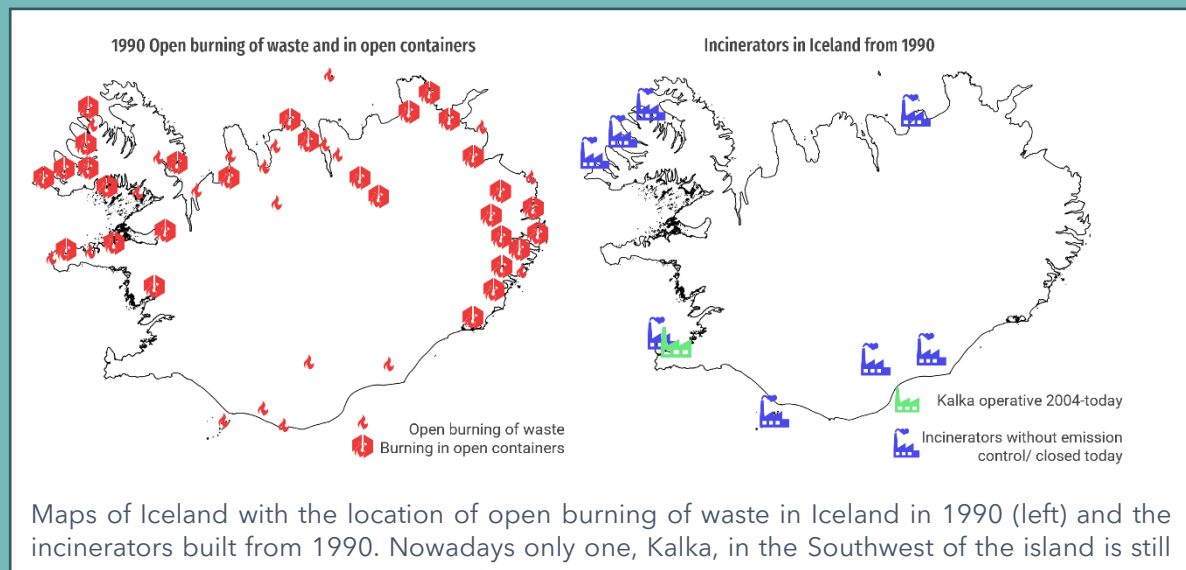 1990 Open burning of waste and in open containers
Incinerators in Iceland from 1990
Open burning of waste
Burning in open containers
Kalka operative 2004-today
Incinerators without emission
control/ closed today
Maps of Iceland with the location of open burning of waste in Iceland in 1990 (left) and the
incinerators built from 1990. Nowadays only one, Kalka, in the Southwest of the island is still